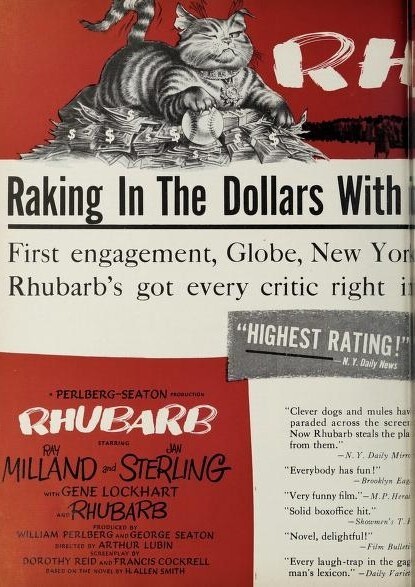 RH
$ $ $ $ $
Raking In The Dollars With
First engagement, Globe, New Yor
Rhubarb's got every critic right i
"HIGHEST RATING!"
—N. Y. Daily News
A PERLBERG-SEATON PRODUCTION
RHUBARB
STARRING
RAY MILLAND and JAN STERLING
WITH GENE LOCKHART
AND RHUBARB
PRODUCED BY
WILLIAM PERLBERG AND GEORGE SEATON
DIRECTED BY ARTHUR LUBIN
SCREENPLAY BY
DOROTHY REID AND FRANCIS COCKRELL
BASED ON THE NOVEL BY H. ALLEN SMITH
"Clever dogs and mules hav
paraded across the screen
Now Rhubarb steals the pla
from them."
—N. Y. Daily Mirro
"Everybody has fun!"
—Brooklyn Eag
"Very funny film."—M. P. Hera
"Solid boxoffice hit."
—Showmen's T.
"Novel, delightful!"
—Film Bulleti
"Every laugh-trap in the gag
man's lexicon." —Daily Variet